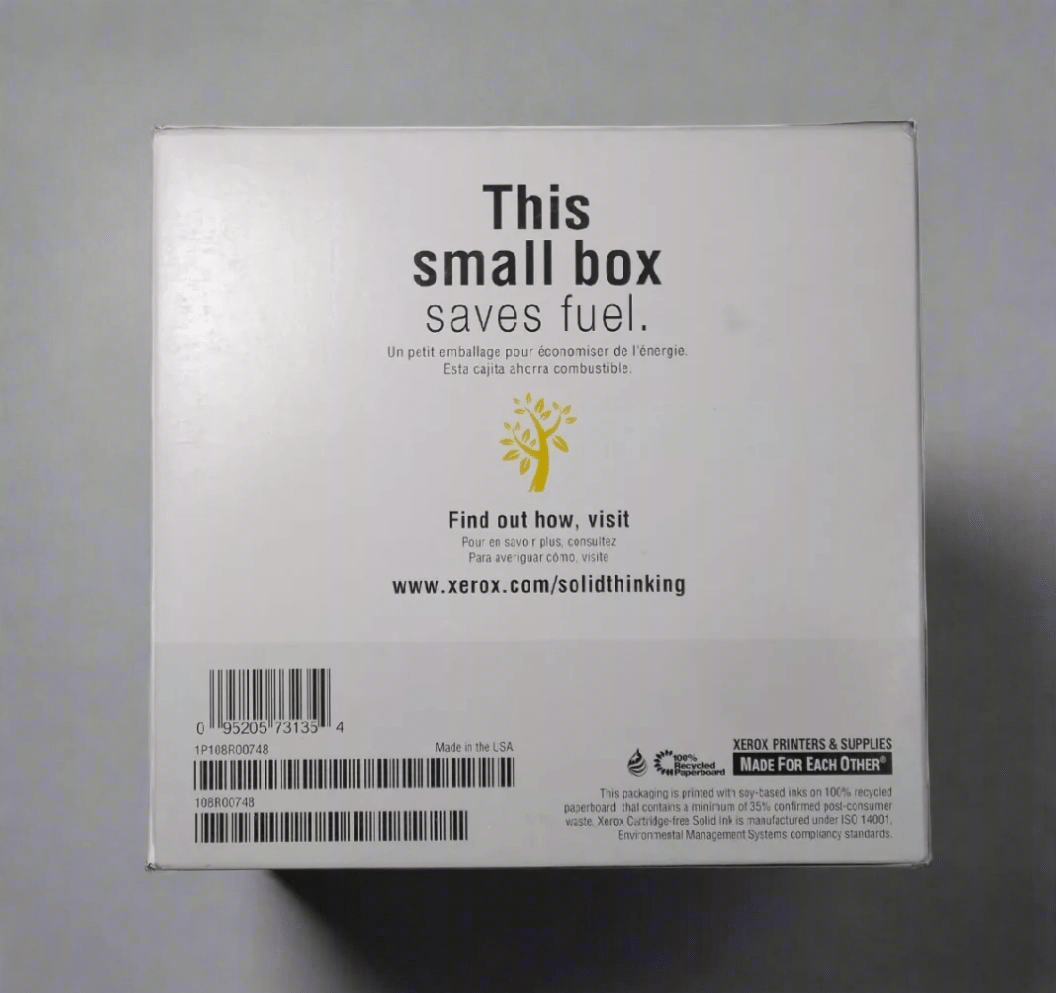 This
small box
saves fuel.
Un petit emballage pour économiser de l'énergie.
Esta cajita ahorra combustible.
Find out how, visit
Pour en savoir plus, consultez
Para averiguar cómo, visite
www.xerox.com/solidthinking
0 95205 73135 4
1P108R00748
Made in the USA
108R00748
100%
Recycled
Paperboard
XEROX PRINTERS & SUPPLIES
MADE FOR EACH OTHER®
This packaging is printed with soy-based inks on 100% recycled
paperboard that contains a minimum of 35% confirmed post-consumer
waste. Xerox Cartridge-free Solid Ink is manufactured under ISO 14001,
Environmental Management Systems compliancy standards.